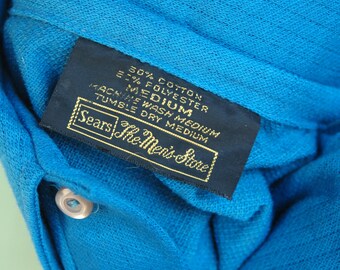 50% COTTON
50% POLYESTER
MEDIUM
MACHINE WASH MEDIUM
TUMBLE DRY MEDIUM
Sears The Men's Store